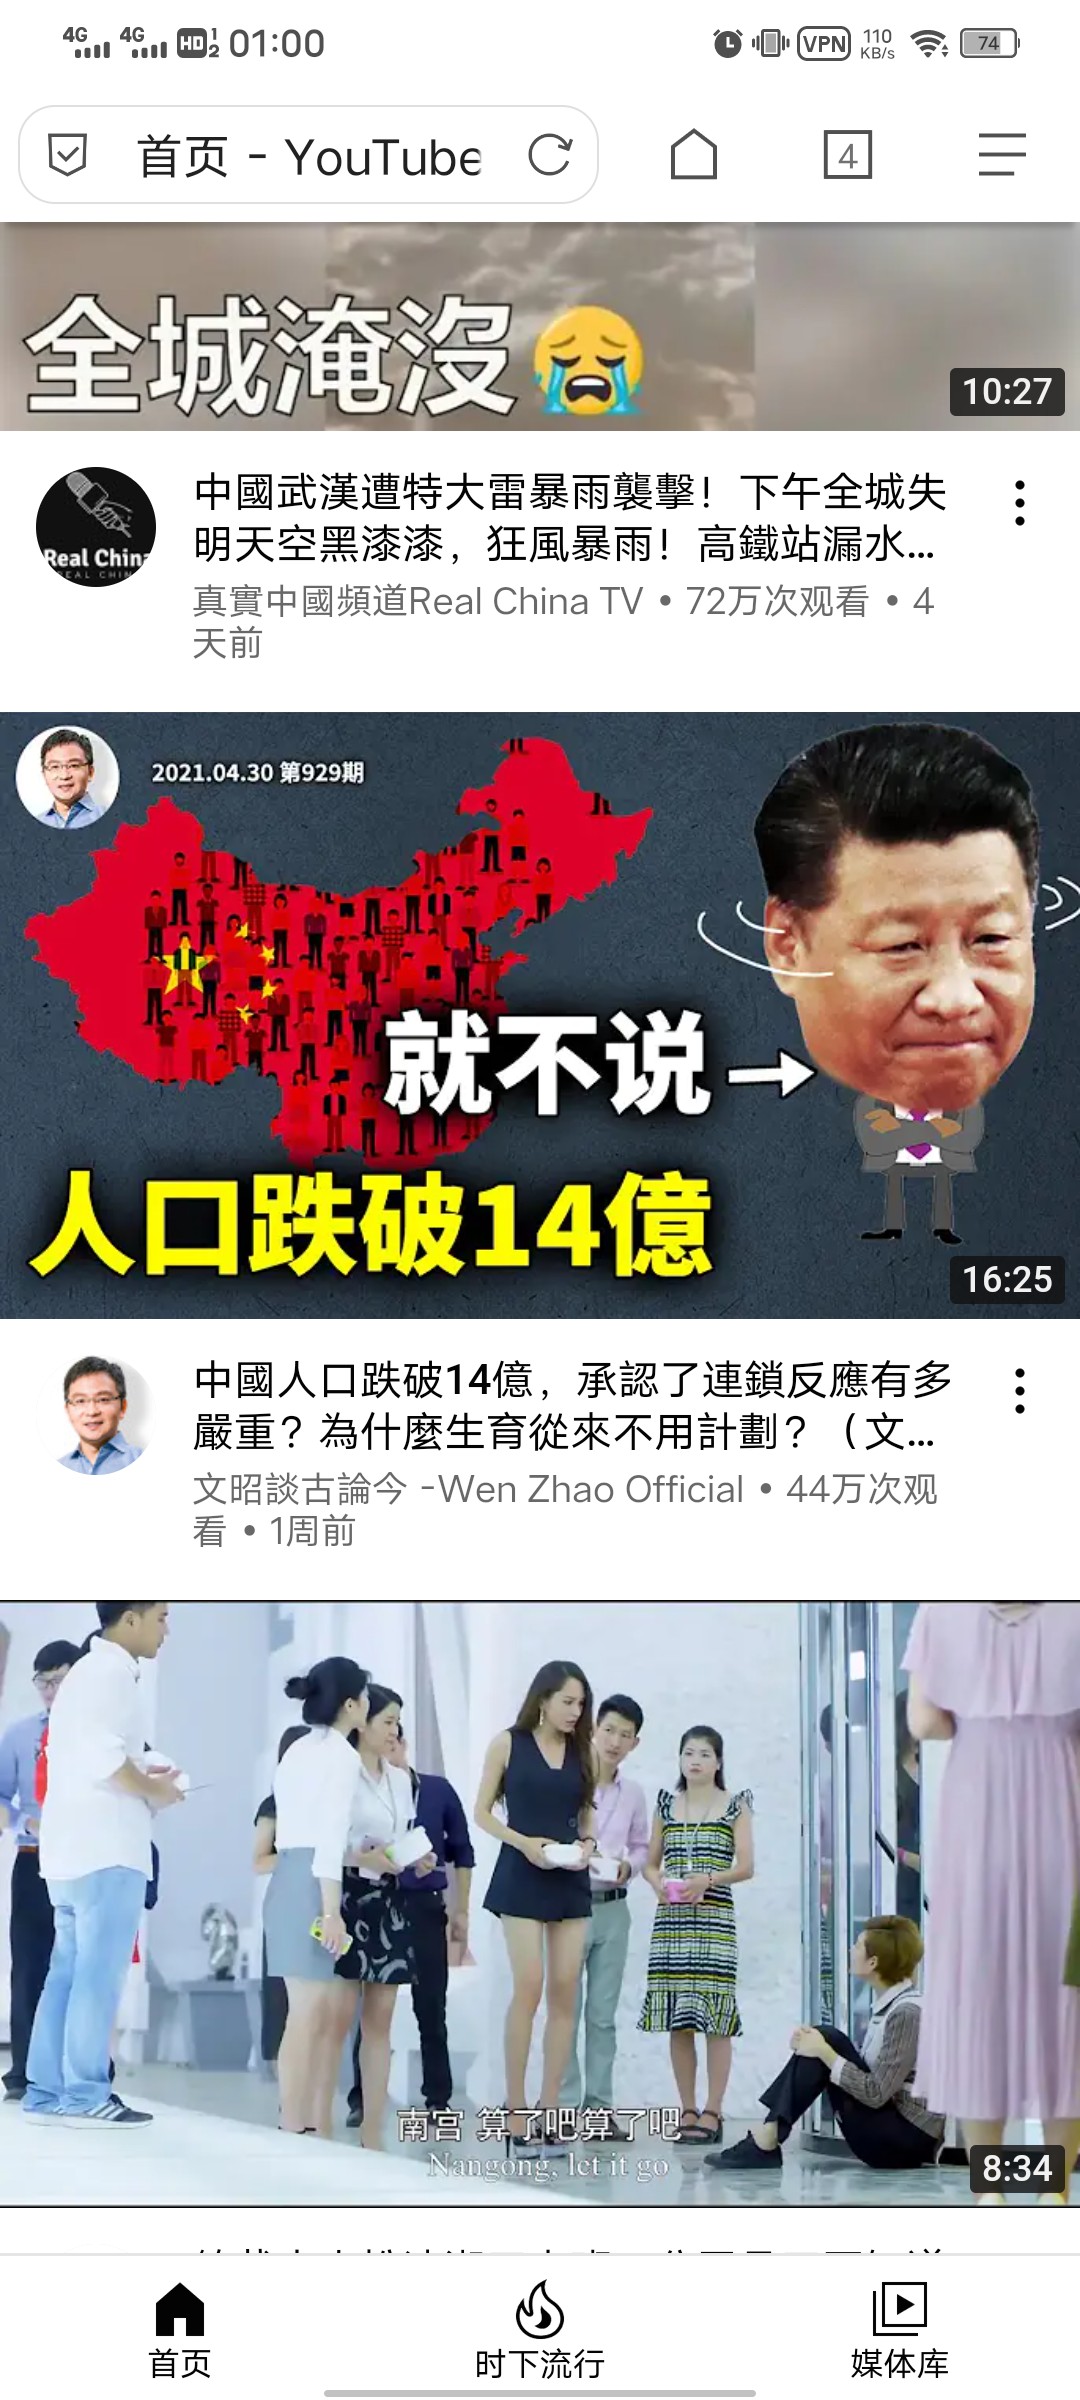 4G 4G HD 1 2 01:00 VPN 110 KB/s 74
首页 - YouTube 4
全城淹沒
10:27
Real China
REAL CHIN
中國武漢遭特大雷暴雨襲擊！下午全城失
明天空黑漆漆，狂風暴雨！高鐵站漏水...
真實中國頻道Real China TV • 72万次观看 • 4
天前
2021.04.30 第929期
就不说
人口跌破14億
16:25
中國人口跌破14億，承認了連鎖反應有多
嚴重？為什麼生育從來不用計劃？（文...
文昭談古論今 -Wen Zhao Official • 44万次观
看 • 1周前
南宫 算了吧算了吧
Nangong, let it go
8:34
首页 时下流行 媒体库